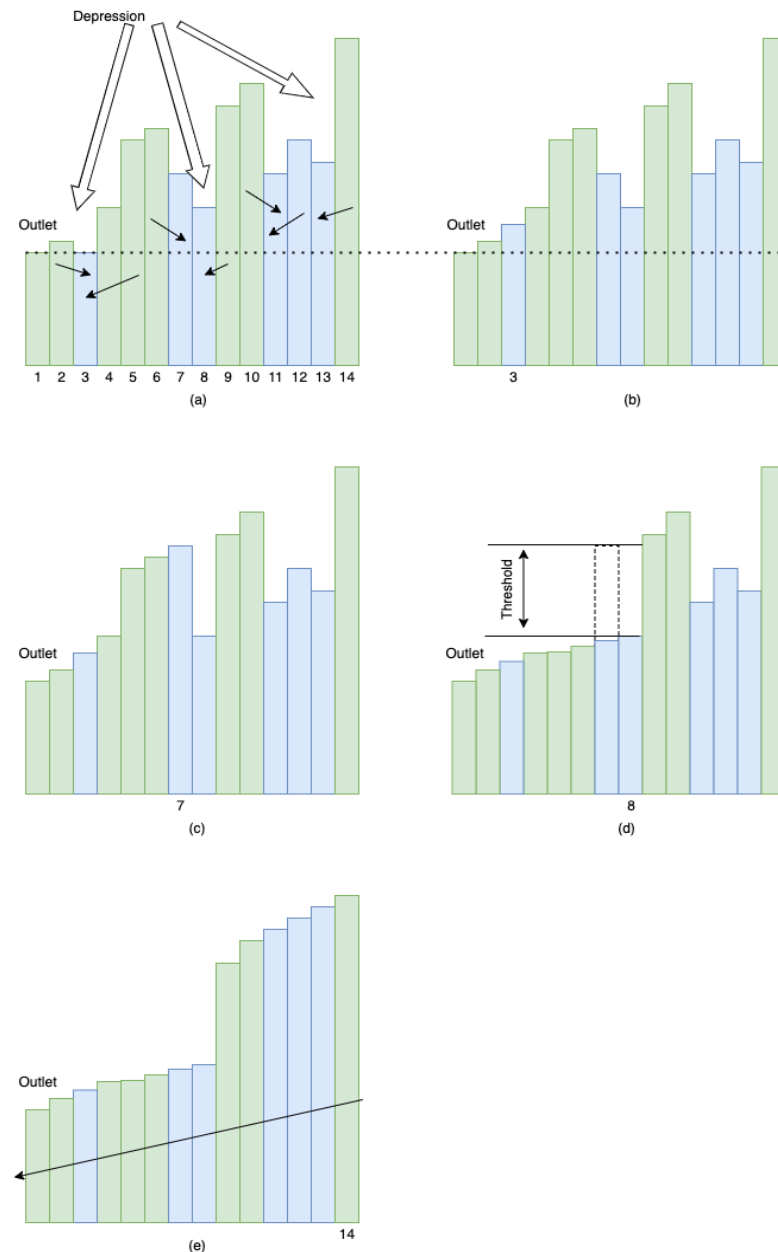 Depression
Outlet
1 2 3 4 5 6 7 8 9 10 11 12 13 14
(a)
Outlet
3
(b)
Outlet
7
(c)
Threshold
Outlet
8
(d)
Outlet
14
(e)